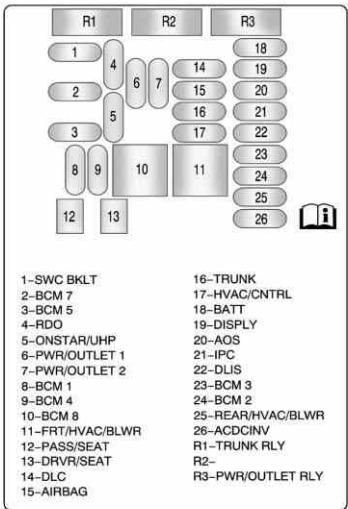 R1 R2 R3
1 4 18
6 7 14 19
2 15 20
5 16 21
3 17 22
23
8 9 10 11 24
25
12 13 26
1-SWC BKLT
2-BCM 7
3-BCM 5
4-RDO
5-ONSTAR/UHP
6-PWR/OUTLET 1
7-PWR/OUTLET 2
8-BCM 1
9-BCM 4
10-BCM 8
11-FRT/HVAC/BLWR
12-PASS/SEAT
13-DRVR/SEAT
14-DLC
15-AIRBAG
16-TRUNK
17-HVAC/CNTRL
18-BATT
19-DISPLY
20-AOS
21-IPC
22-DLIS
23-BCM 3
24-BCM 2
25-REAR/HVAC/BLWR
26-ACDCINV
R1-TRUNK RLY
R2-
R3-PWR/OUTLET RLY